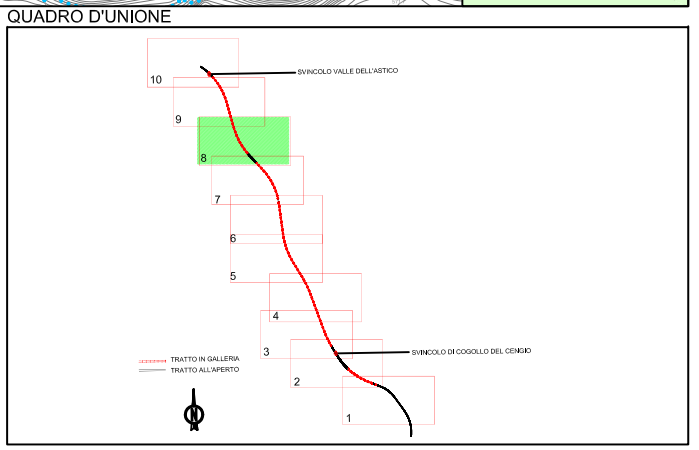 QUADRO D'UNIONE
10
SVINCOLO VALLE DELL'ASTICO
9
8
7
6
5
4
3
SVINCOLO DI COGOLLO DEL CENGIO
TRATTO IN GALLERIA
TRATTO ALL'APERTO
2
1
N